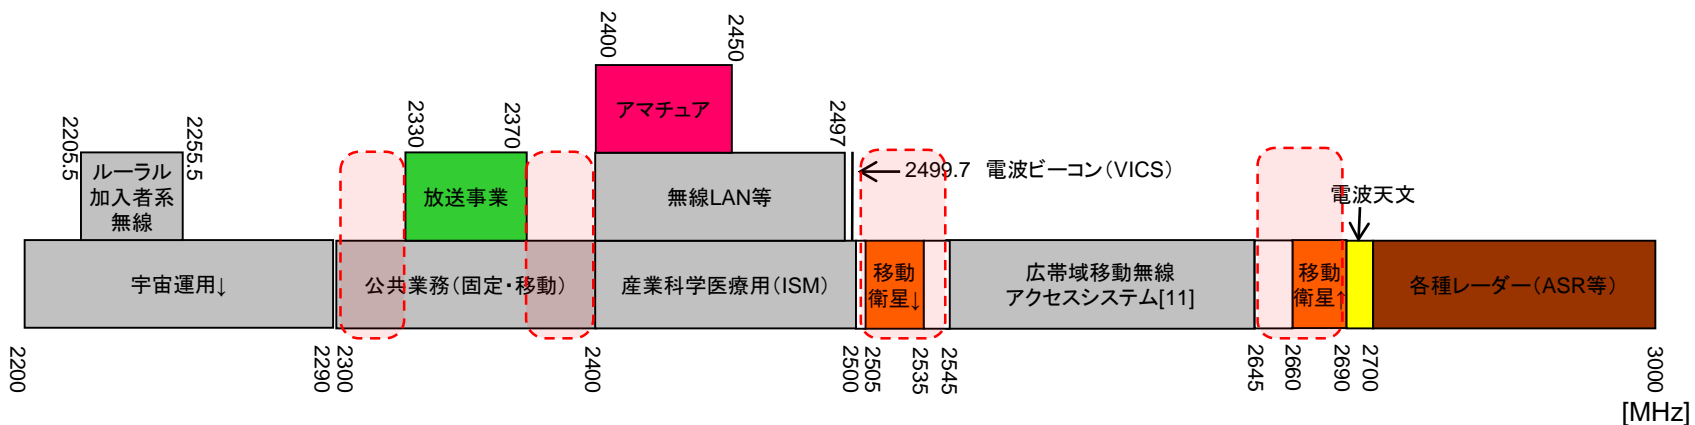 2400
2450
アマチュア
2205.5
2255.5
2330
2370
2497
ルーラル
加入者系
無線
放送事業
無線LAN等
2499.7 電波ビーコン(VICS)
電波天文
宇宙運用↓
公共業務(固定・移動)
産業科学医療用(ISM)
移動
衛星↓
広帯域移動無線
アクセスシステム[11]
移動
衛星↑
各種レーダー(ASR等)
2200
2290
2300
2400
2500
2505
2535
2545
2645
2660
2690
2700
3000
[MHz]